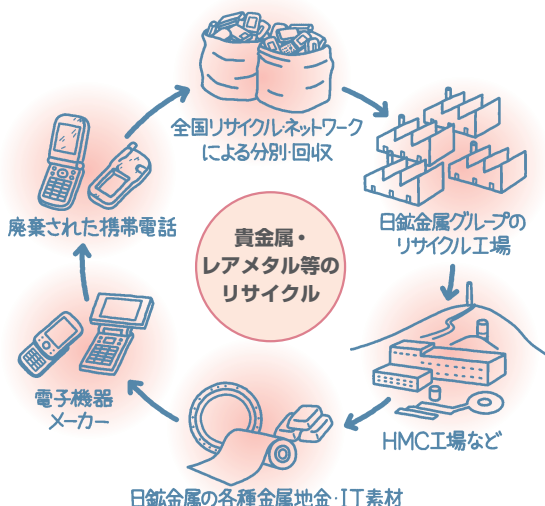 全国リサイクル・ネットワーク
による分別・回収
日鉱金属グループの
リサイクル工場
HMC工場など
日鉱金属の各種金属地金・IT素材
電子機器
メーカー
廃棄された携帯電話
貴金属・
レアメタル等の
リサイクル